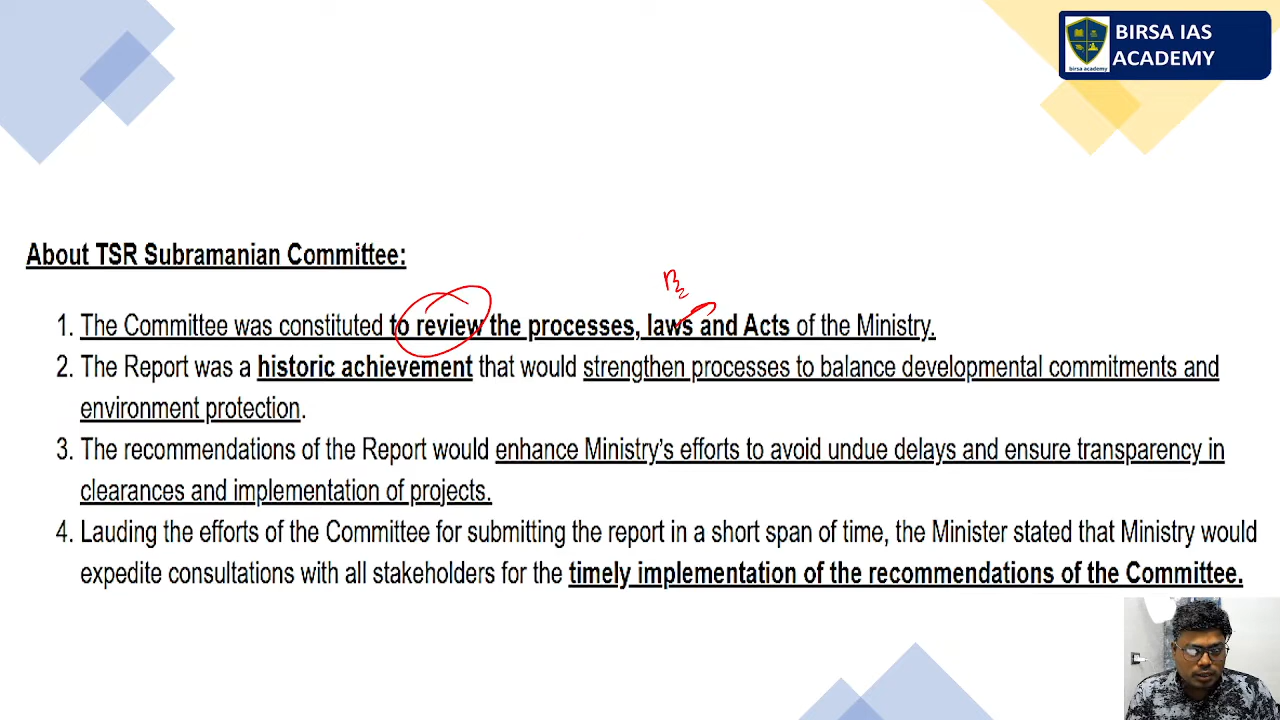 BIRSA IAS
ACADEMY
birsa academy
About TSR Subramanian Committee:
1. The Committee was constituted to review the processes, laws and Acts of the Ministry.
2. The Report was a historic achievement that would strengthen processes to balance developmental commitments and
environment protection.
3. The recommendations of the Report would enhance Ministry's efforts to avoid undue delays and ensure transparency in
clearances and implementation of projects.
4. Lauding the efforts of the Committee for submitting the report in a short span of time, the Minister stated that Ministry would
expedite consultations with all stakeholders for the timely implementation of the recommendations of the Committee.